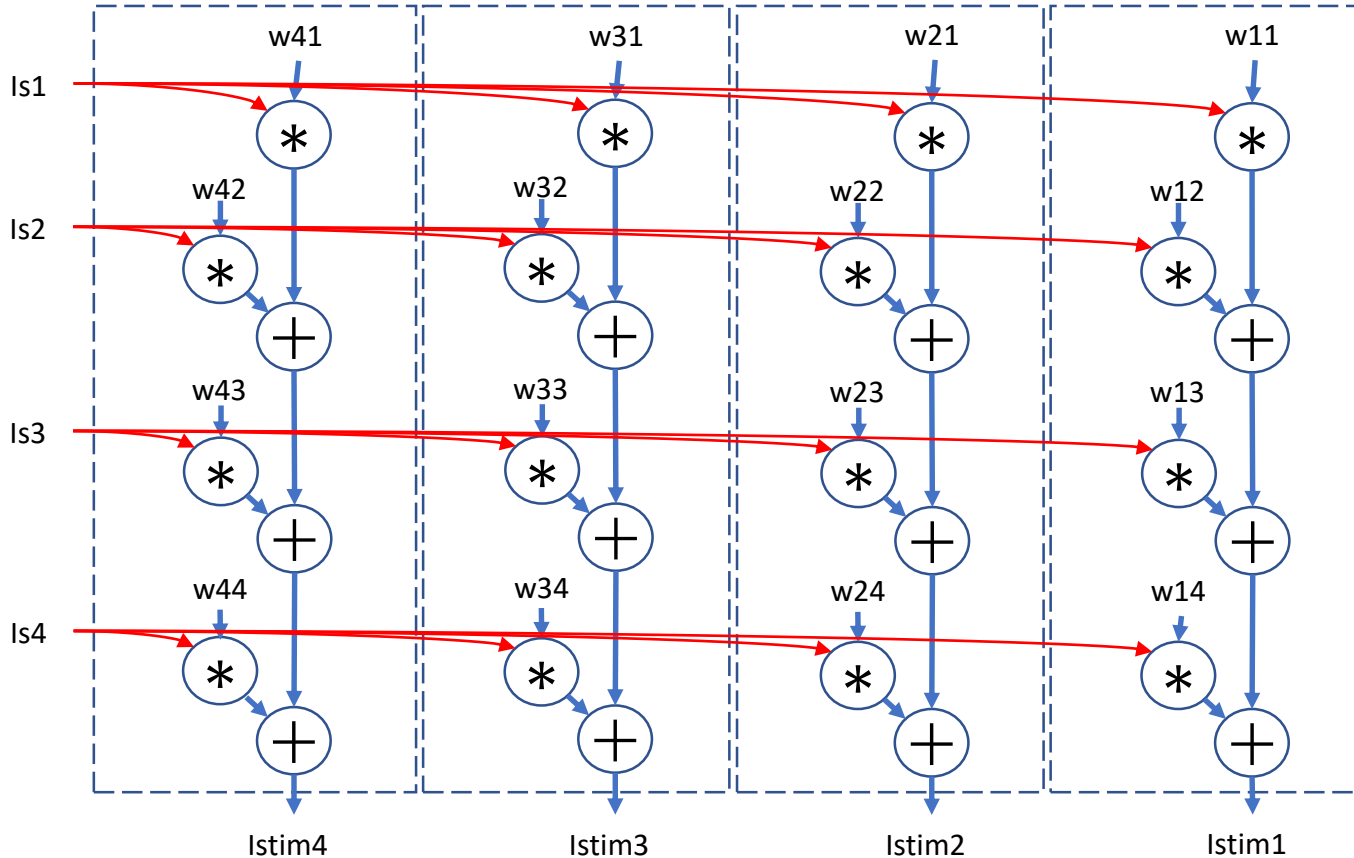 w41 w31 w21 w11
Is1
* * * *
w42 w32 w22 w12
Is2
* * * *
+ + + +
w43 w33 w23 w13
Is3
* * * *
+ + + +
w44 w34 w24 w14
Is4
* * * *
+ + + +
Istim4 Istim3 Istim2 Istim1